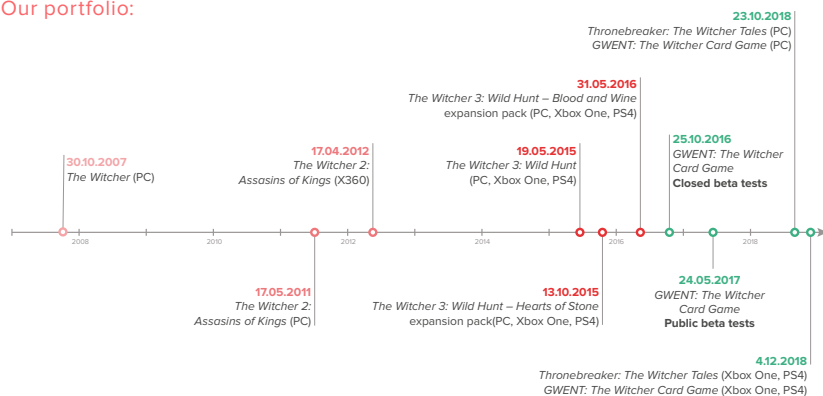 Our portfolio:
23.10.2018
Thronebreaker: The Witcher Tales (PC)
GWENT: The Witcher Card Game (PC)
31.05.2016
The Witcher 3: Wild Hunt – Blood and Wine
expansion pack (PC, Xbox One, PS4)
30.10.2007
The Witcher (PC)
17.04.2012
The Witcher 2:
Assasins of Kings (X360)
19.05.2015
The Witcher 3: Wild Hunt
(PC, Xbox One, PS4)
25.10.2016
GWENT: The Witcher
Card Game
Closed beta tests
2008
2010
2012
2014
2016
2018
17.05.2011
The Witcher 2:
Assasins of Kings (PC)
13.10.2015
The Witcher 3: Wild Hunt – Hearts of Stone
expansion pack(PC, Xbox One, PS4)
24.05.2017
GWENT: The Witcher
Card Game
Public beta tests
4.12.2018
Thronebreaker: The Witcher Tales (Xbox One, PS4)
GWENT: The Witcher Card Game (Xbox One, PS4)